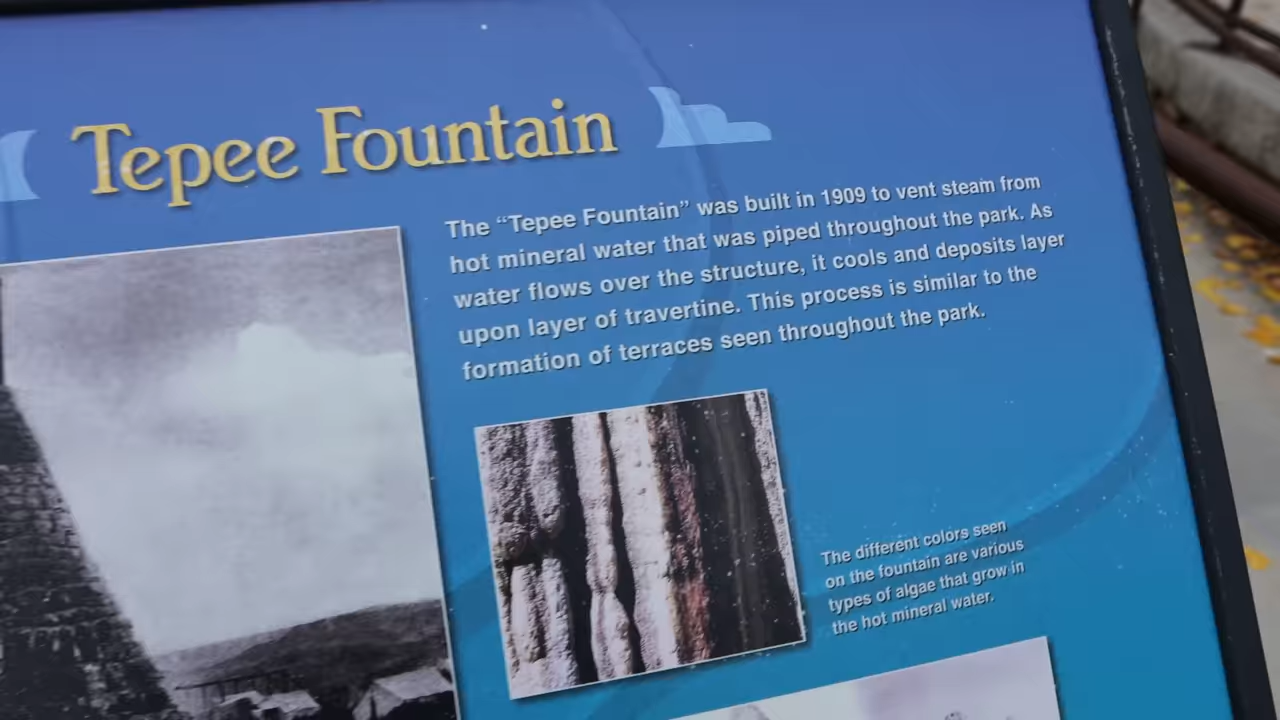 Tepee Fountain
The “Tepee Fountain” was built in 1909 to vent steam from
hot mineral water that was piped throughout the park. As
water flows over the structure, it cools and deposits layer
upon layer of travertine. This process is similar to the
formation of terraces seen throughout the park.
The different colors seen
on the fountain are various
types of algae that grow in
the hot mineral water.